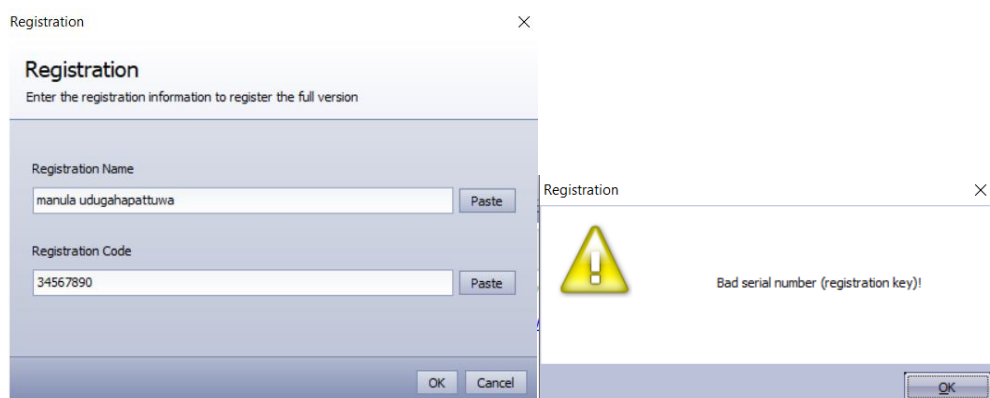 Registration
Registration
Enter the registration information to register the full version
Registration Name
manula udugahapattuwa
Paste
Registration Code
34567890
Paste
OK
Cancel
Registration
Bad serial number (registration key)!
OK